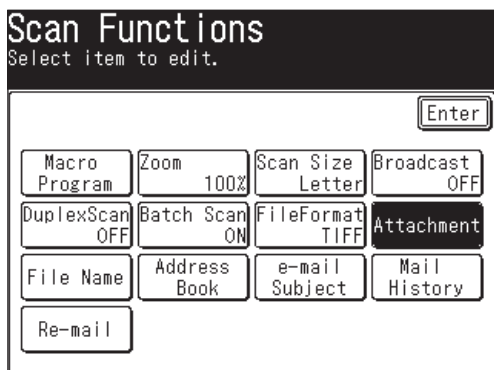 Scan Functions
Select item to edit.
Enter
Macro Program
Zoom 100%
Scan Size Letter
Broadcast OFF
DuplexScan OFF
Batch Scan ON
FileFormat TIFF
Attachment
File Name
Address Book
e-mail Subject
Mail History
Re-mail